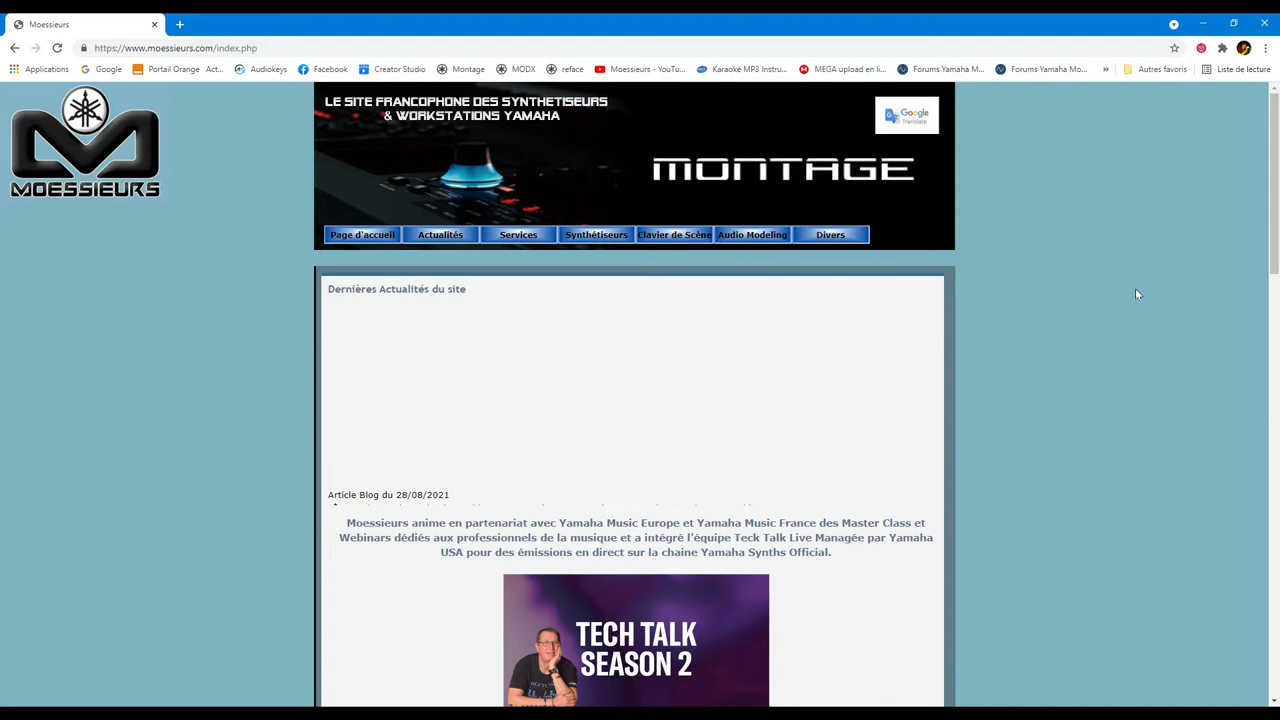 Moessieurs
https://www.moessieurs.com/index.php
Applications Google Portail Orange Act... Audiokeys Facebook Creator Studio Montage MODX reface Moessieurs - YouTu... Karaoké MP3 Instru... MEGA upload en li... Forums Yamaha M... Forums Yamaha Mo... » Autres favoris Liste de lecture
MOESSIEURS
LE SITE FRANCOPHONE DES SYNTHETISEURS
& WORKSTATIONS YAMAHA
Google
Translate
MONTAGE
Page d'accueil Actualités Services Synthétiseurs Clavier de Scène Audio Modeling Divers
Dernières Actualités du site
Article Blog du 28/08/2021
Moessieurs anime en partenariat avec Yamaha Music Europe et Yamaha Music France des Master Class et
Webinars dédiés aux professionnels de la musique et a intégré l'équipe Teck Talk Live Managée par Yamaha
USA pour des émissions en direct sur la chaine Yamaha Synths Official.
TECH TALK
SEASON 2